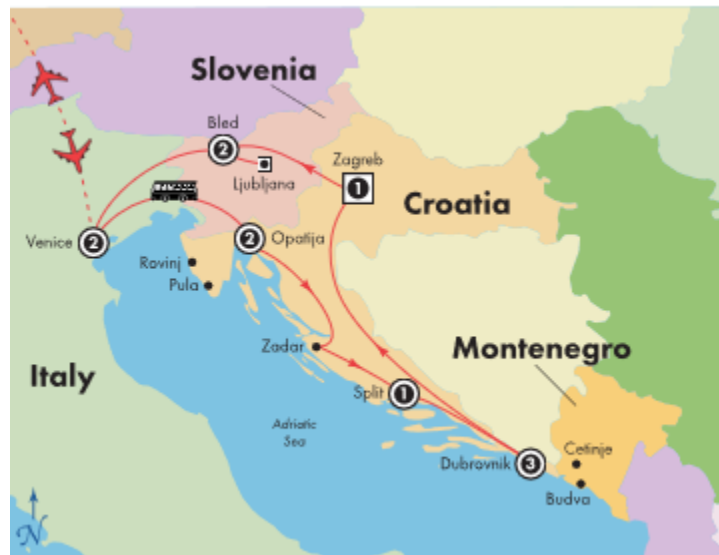 Slovenia
Bled
2
Ljubljana
Zagreb
1
Croatia
Venice
2
2
Opatija
Rovinj
Pula
Zadar
Montenegro
Italy
Split
1
Adriatic
Sea
Dubrovnik
3
Cetinje
Budva
N